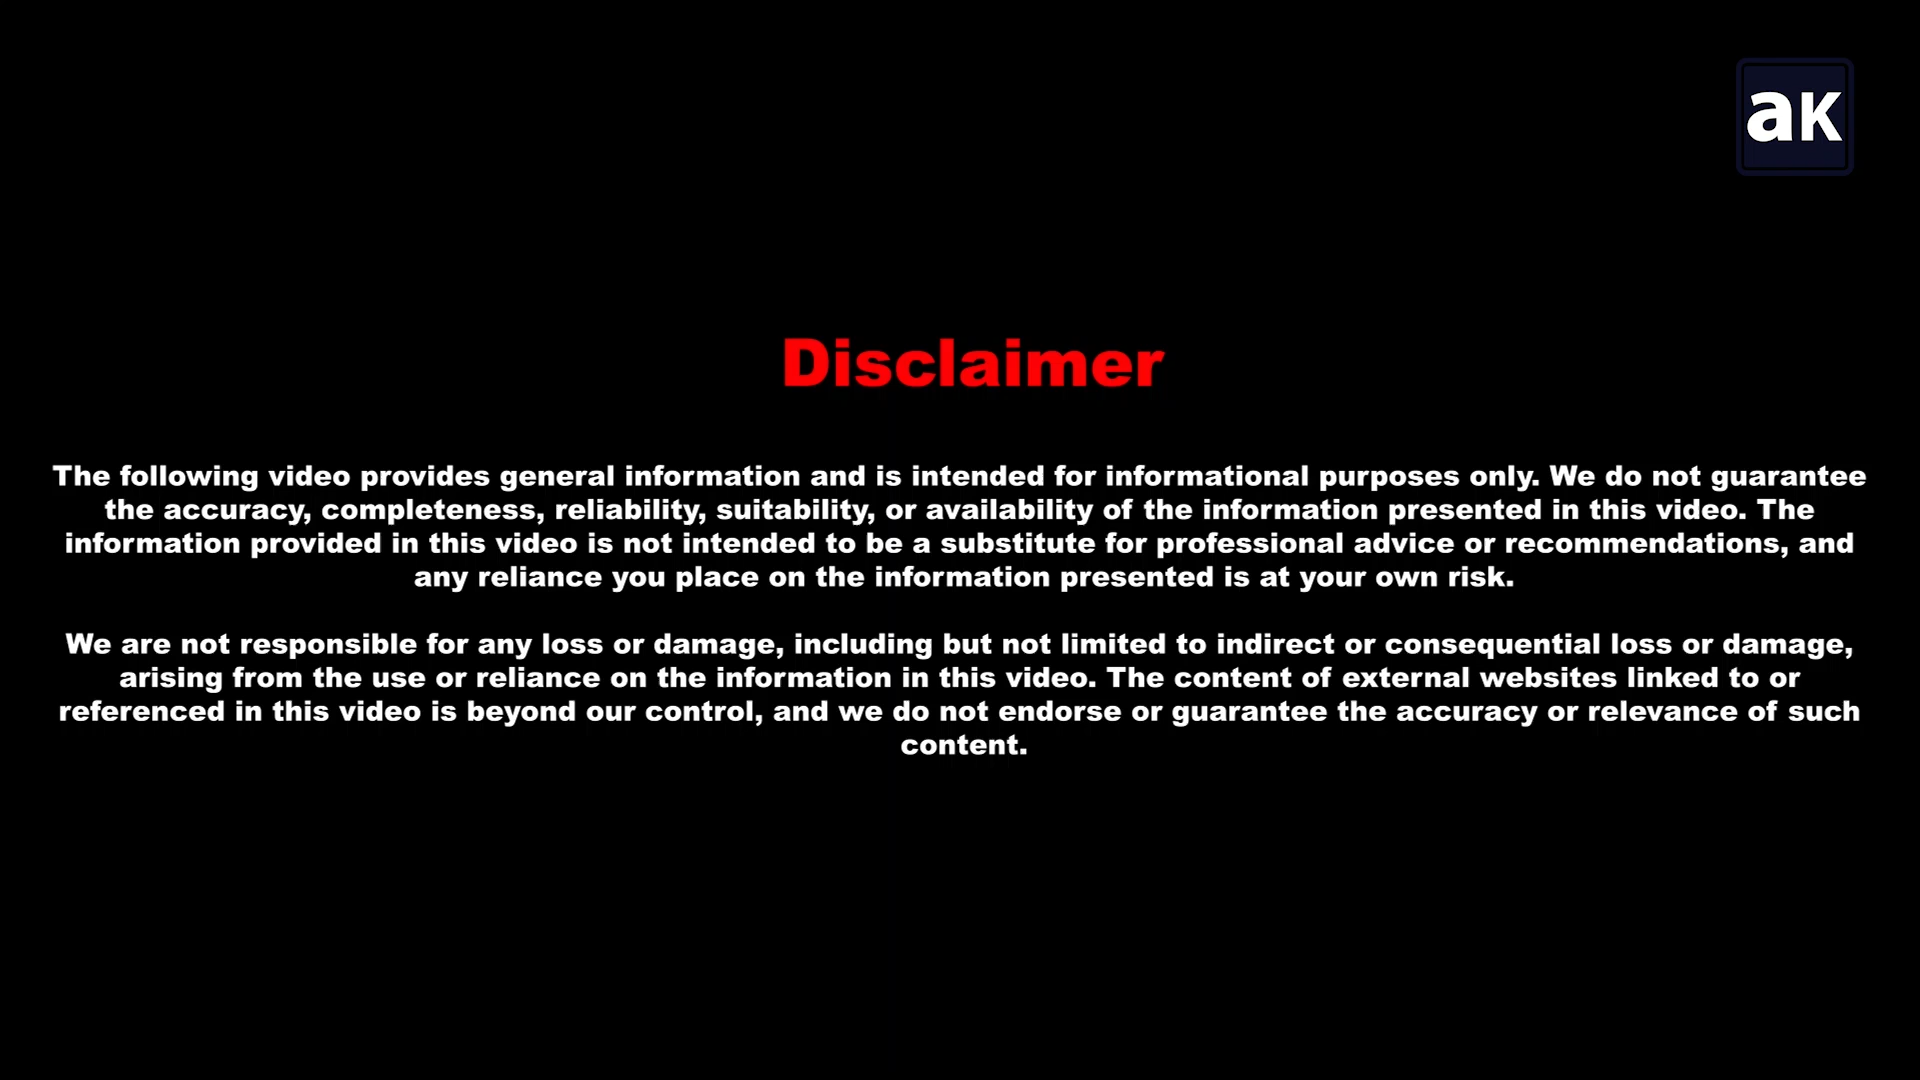 aK
Disclaimer
The following video provides general information and is intended for informational purposes only. We do not guarantee
the accuracy, completeness, reliability, suitability, or availability of the information presented in this video. The
information provided in this video is not intended to be a substitute for professional advice or recommendations, and
any reliance you place on the information presented is at your own risk.
We are not responsible for any loss or damage, including but not limited to indirect or consequential loss or damage,
arising from the use or reliance on the information in this video. The content of external websites linked to or
referenced in this video is beyond our control, and we do not endorse or guarantee the accuracy or relevance of such
content.